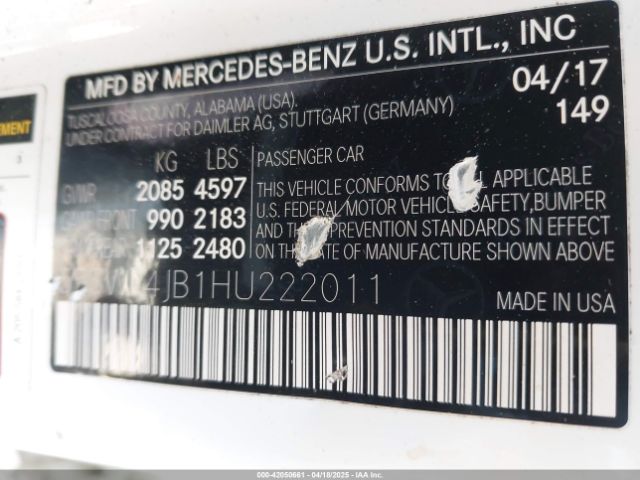 MFD BY MERCEDES-BENZ U.S. INTL., INC
TUSCALOOSA COUNTY, ALABAMA (USA).
UNDER CONTRACT FOR DAIMLER AG, STUTTGART (GERMANY)
04/17
149
KG LBS
GVWR 2085 4597
FRONT 990 2183
1125 2480
PASSENGER CAR
THIS VEHICLE CONFORMS TO APPLICABLE
U.S. FEDERAL MOTOR VEHICLE SAFETY, BUMPER
AND PREVENTION STANDARDS IN EFFECT
ON THE DATE OF MANUFACTURE SHOWN ABOVE
4JB1HU222011
MADE IN USA
000-42050661 - 04/18/2025 - IAA Inc.